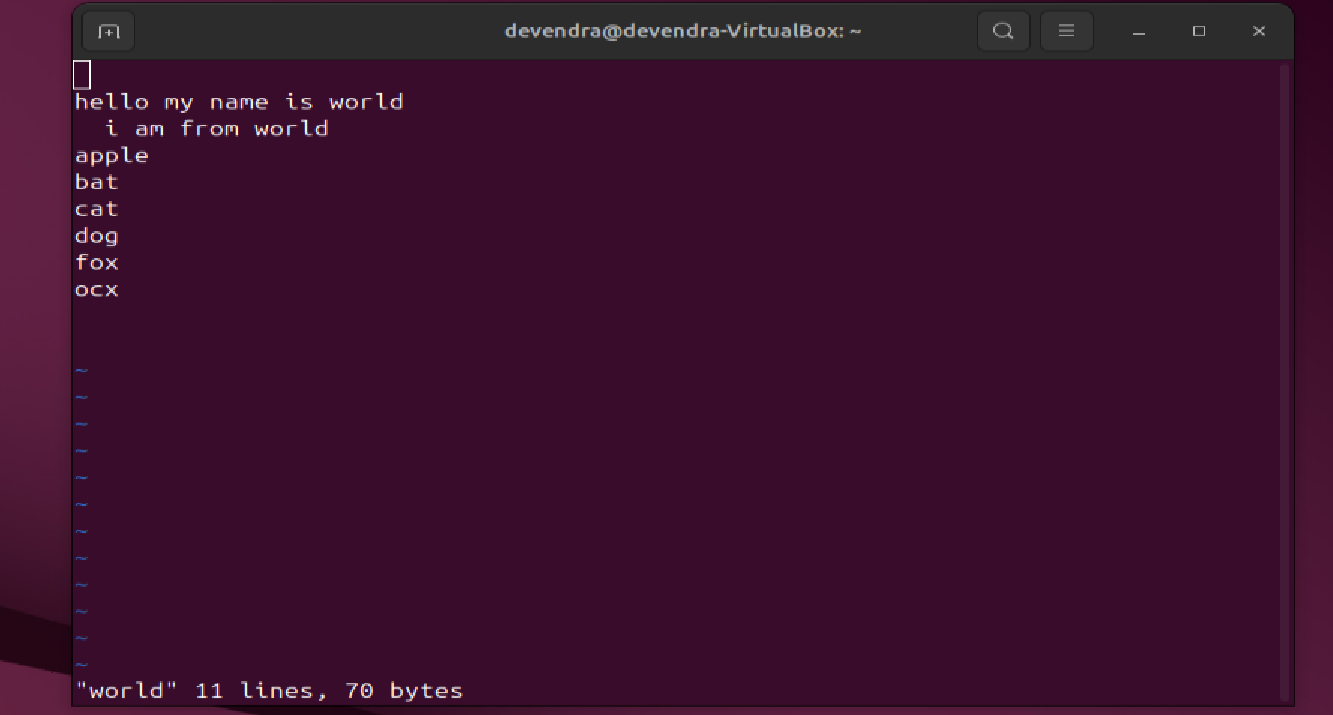 devendra@devendra-VirtualBox: ~
hello my name is world
  i am from world
apple
bat
cat
dog
fox
ocx
~
~
~
~
~
~
~
~
~
~
~
~
"world" 11 lines, 70 bytes